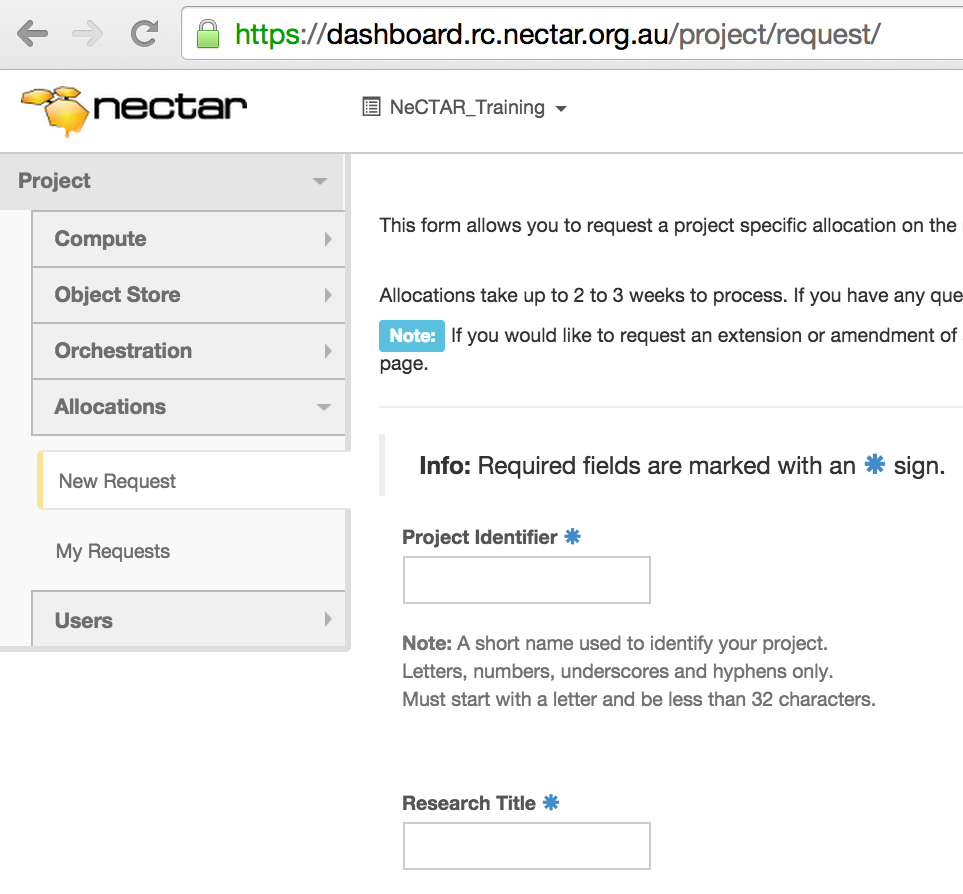 https://dashboard.rc.nectar.org.au/project/request/
nectar
NeCTAR_Training
Project
Compute
Object Store
Orchestration
Allocations
New Request
My Requests
Users
This form allows you to request a project specific allocation on the
Allocations take up to 2 to 3 weeks to process. If you have any que
Note: If you would like to request an extension or amendment of
page.
Info: Required fields are marked with an ✱ sign.
Project Identifier ✱
Note: A short name used to identify your project.
Letters, numbers, underscores and hyphens only.
Must start with a letter and be less than 32 characters.
Research Title ✱